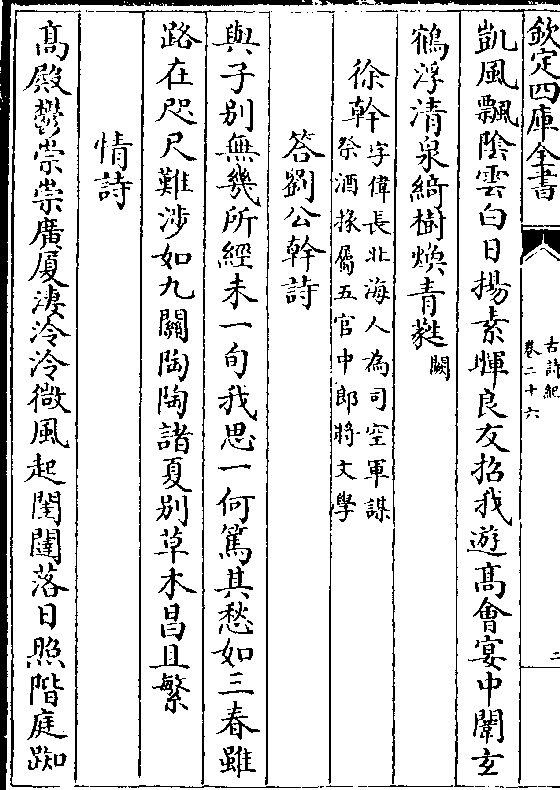 欽定四庫全書
古詩紀
卷二十六
二
凱風飄陰雲白日揚素暉良友招我遊髙會宴中闈玄
鶴浮清泉綺樹煥青蕤闕
徐幹字偉長北海人為司空軍謀
祭酒掾屬五官中郎將文學
答劉公幹詩
與子别無幾所經未一旬我思一何篤其愁如三春雖
路在咫尺難涉如九關陶陶諸夏别草木昌且繁
情詩
髙殿鬱崇崇廣厦淒泠泠微風起閨闥落日照階庭踟